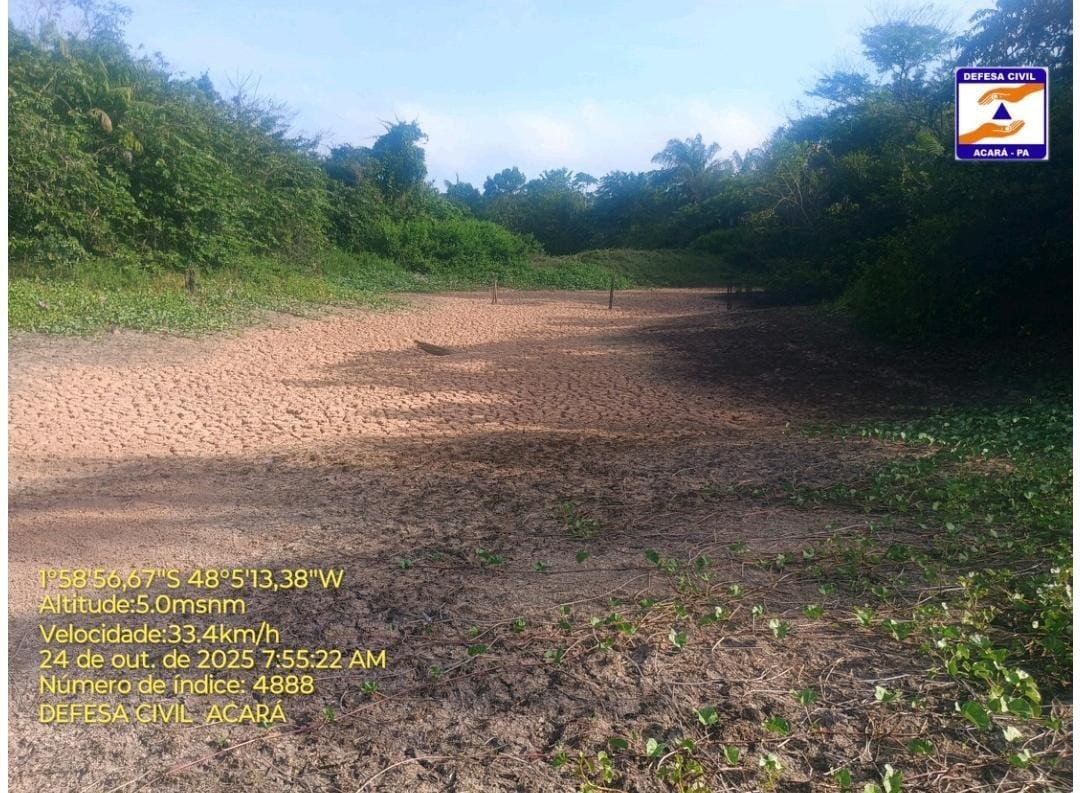 DEFESA CIVIL
ACARÁ - PA
1°58'56,67"S 48°5'13,38"W
Altitude:5.0msnm
Velocidade:33.4km/h
24 de out. de 2025 7:55:22 AM
Número de índice: 4888
DEFESA CIVIL ACARÁ